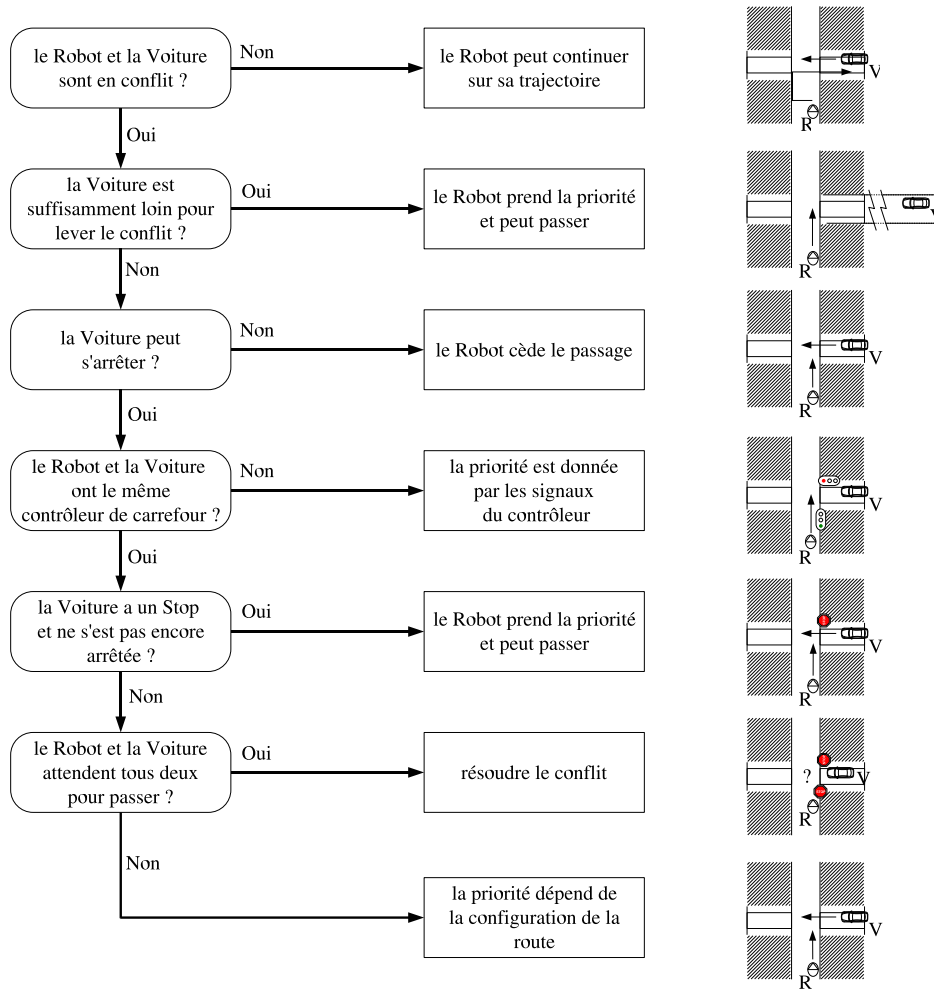 le Robot et la Voiture
sont en conflit ?
Non
le Robot peut continuer
sur sa trajectoire
V
R
Oui
la Voiture est
suffisamment loin pour
lever le conflit ?
Oui
le Robot prend la priorité
et peut passer
R
Non
la Voiture peut
s'arrêter ?
Non
le Robot cède le passage
V
R
Oui
le Robot et la Voiture
ont le même
contrôleur de carrefour ?
Non
la priorité est donnée
par les signaux
du contrôleur
V
R
Oui
la Voiture a un Stop
et ne s'est pas encore
arrêtée ?
Oui
le Robot prend la priorité
et peut passer
V
R
Non
le Robot et la Voiture
attendent tous deux
pour passer ?
Oui
résoudre le conflit
?
V
STOP
R
Non
la priorité dépend de
la configuration de la
route
V
R